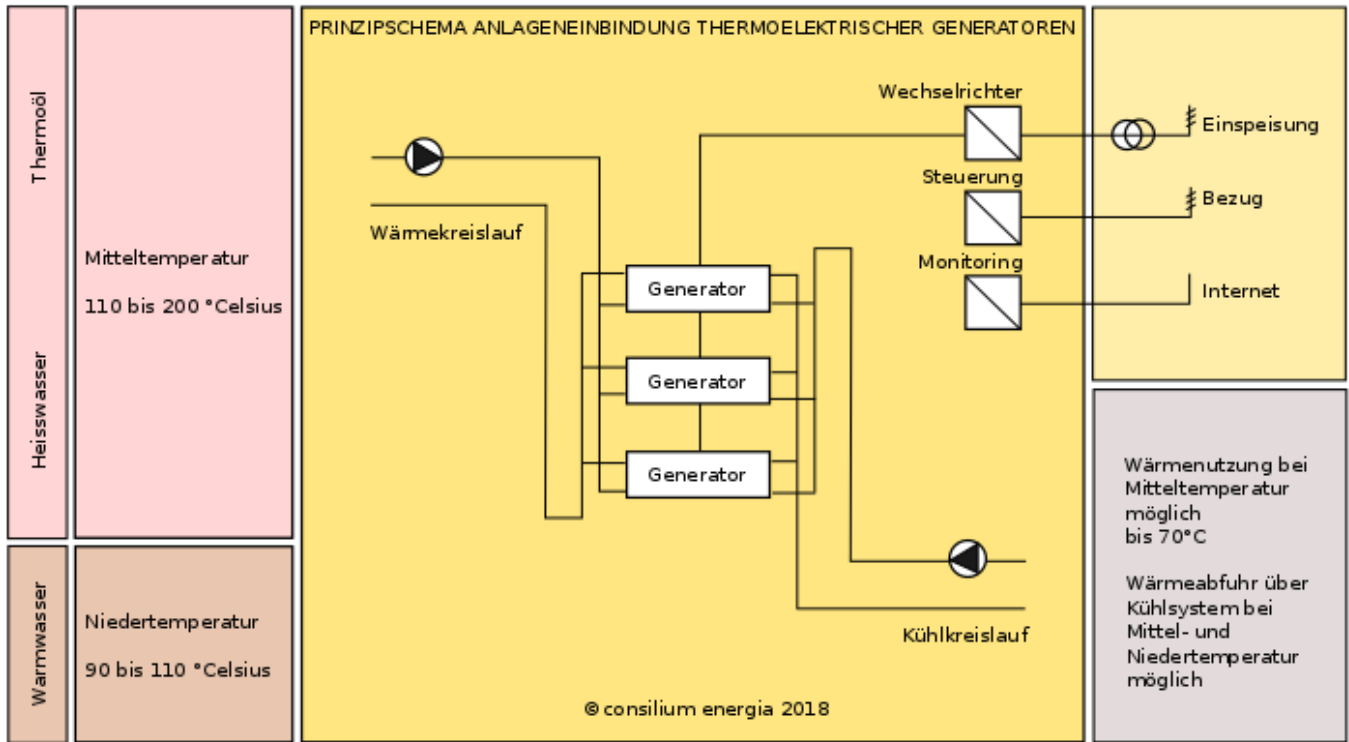 PRINZIPSCHEMA ANLAGENEINBINDUNG THERMOELEKTRISCHER GENERATOREN
Thermoöl
Heisswasser
Warmwasser
Mitteltemperatur
110 bis 200 °Celsius
Niedertemperatur
90 bis 110 °Celsius
Wärmekreislauf
Generator
Generator
Generator
Kühlkreislauf
Wechselrichter
Steuerung
Monitoring
Einspeisung
Bezug
Internet
Wärmenutzung bei
Mitteltemperatur
möglich
bis 70°C
Wärmeabfuhr über
Kühlsystem bei
Mittel- und
Niedertemperatur
möglich
© consilium energia 2018